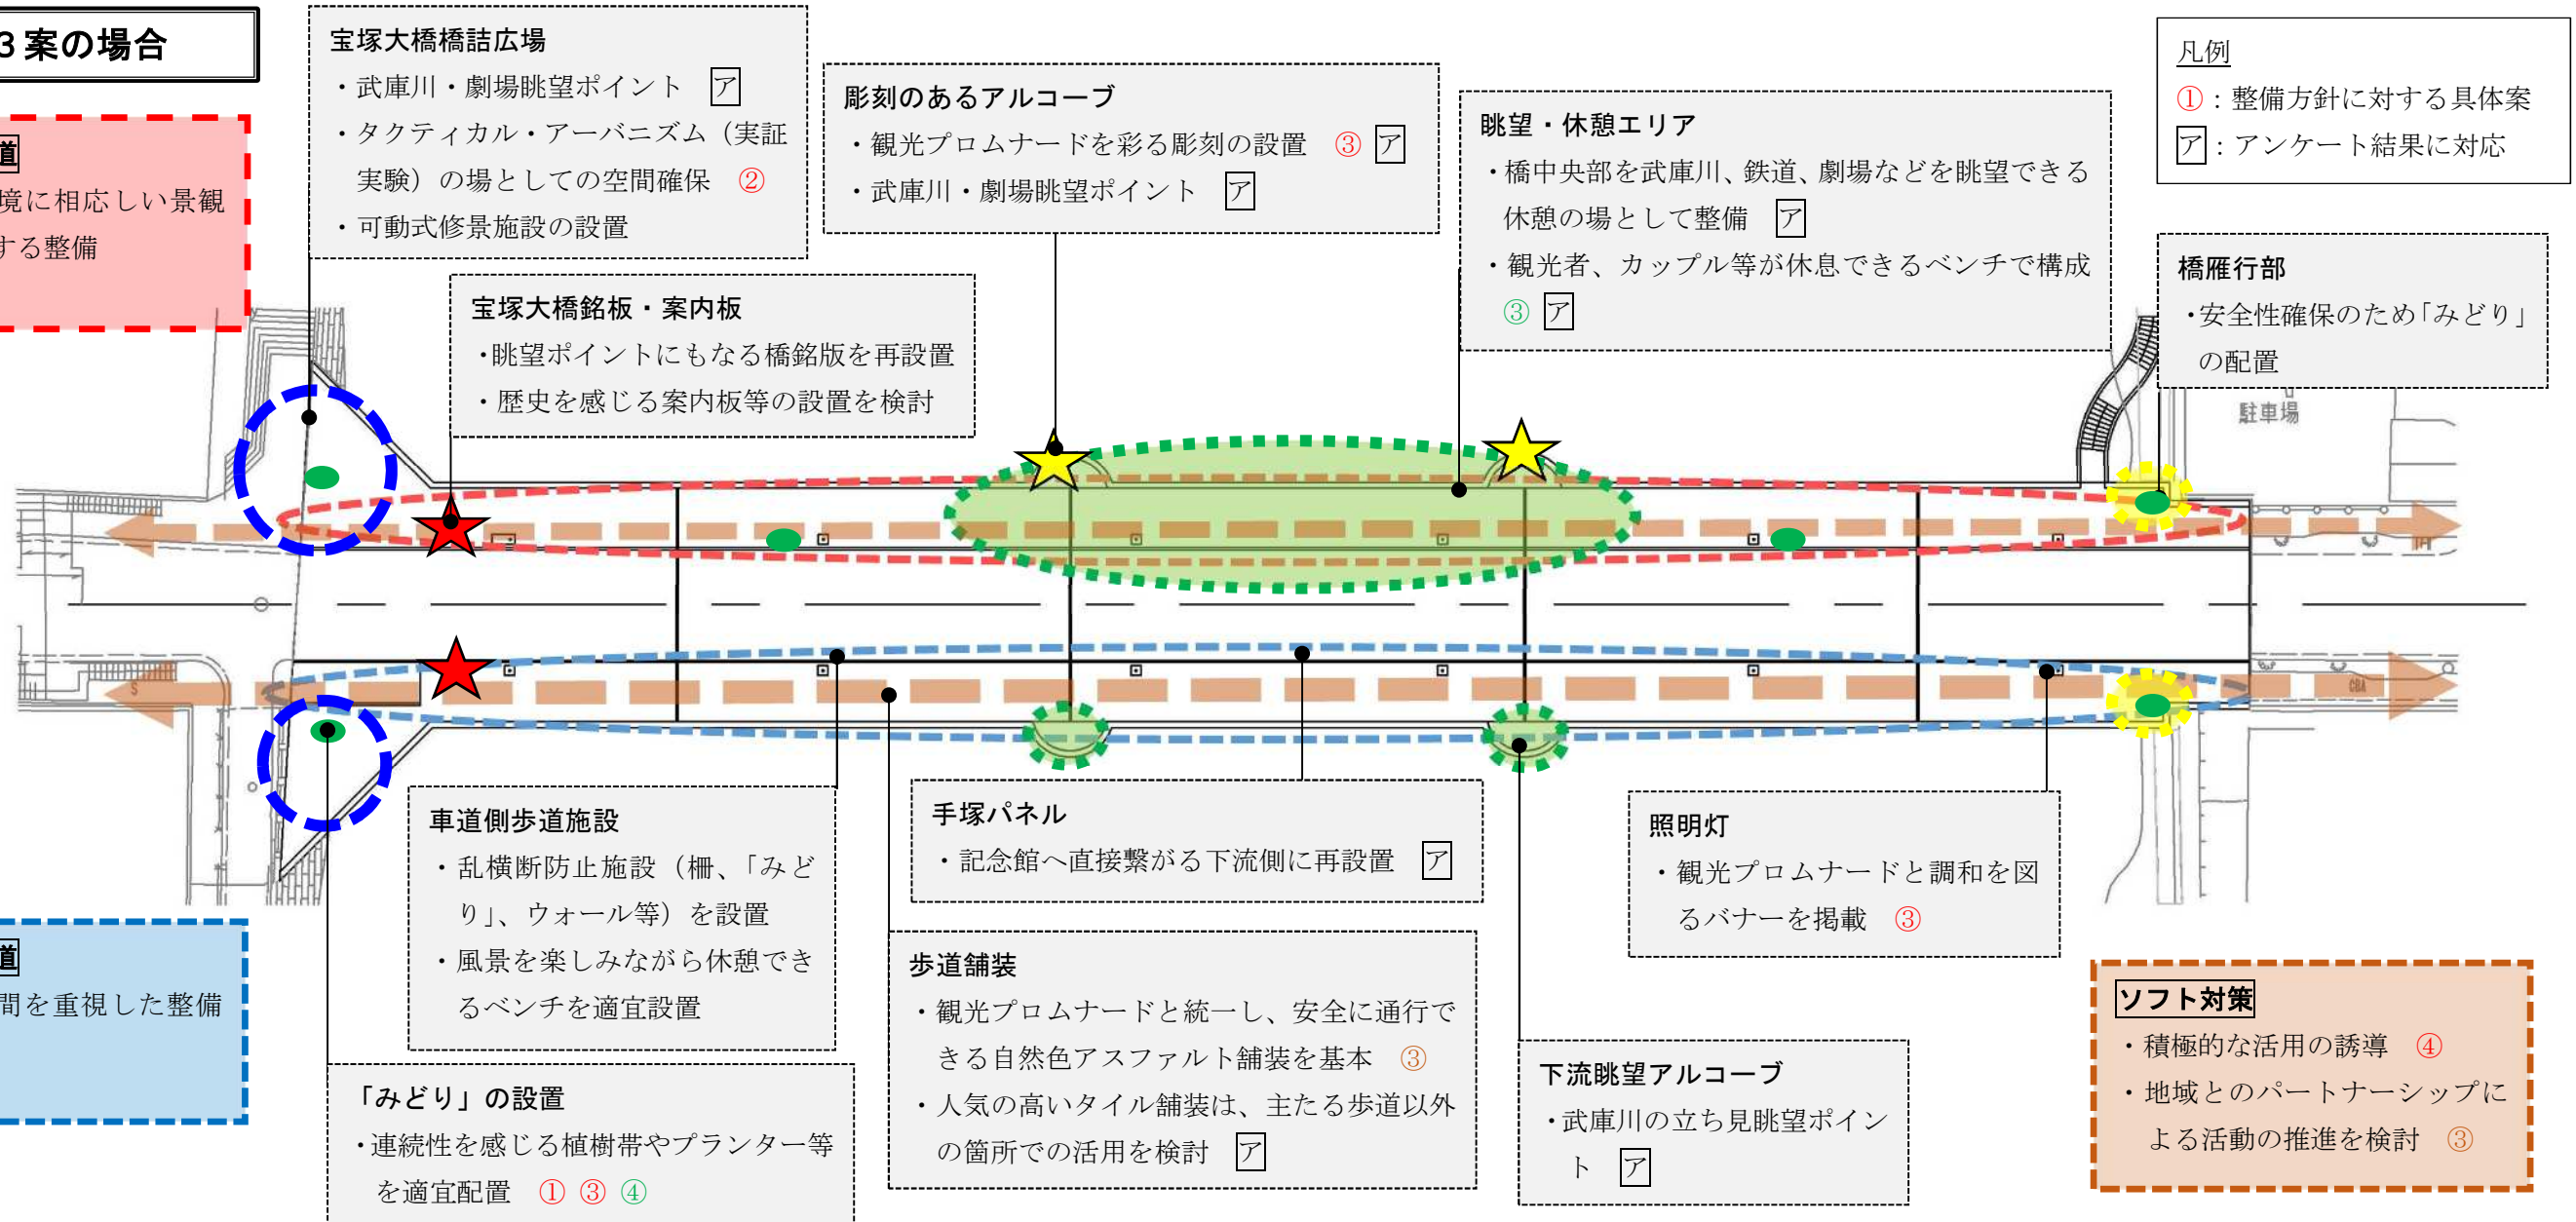 3案の場合
道
境に相応しい景観
する整備
宝塚大橋橋詰広場
・武庫川・劇場眺望ポイント ア
・タクティカル・アーバニズム（実証
実験）の場としての空間確保 ②
・可動式修景施設の設置
彫刻のあるアルコーブ
・観光プロムナードを彩る彫刻の設置 ③ ア
・武庫川・劇場眺望ポイント ア
眺望・休憩エリア
・橋中央部を武庫川、鉄道、劇場などを眺望できる
休憩の場として整備 ア
・観光者、カップル等が休息できるベンチで構成
③ ア
凡例
①：整備方針に対する具体案
ア：アンケート結果に対応
橋雁行部
・安全性確保のため「みどり」
の配置
宝塚大橋銘板・案内板
・眺望ポイントにもなる橋銘版を再設置
・歴史を感じる案内板等の設置を検討
駐車場
車道側歩道施設
・乱横断防止施設（柵、「みど
り」、ウォール等）を設置
・風景を楽しみながら休憩でき
るベンチを適宜設置
手塚パネル
・記念館へ直接繋がる下流側に再設置 ア
照明灯
・観光プロムナードと調和を図
るバナーを掲載 ③
道
間を重視した整備
歩道舗装
・観光プロムナードと統一し、安全に通行で
きる自然色アスファルト舗装を基本 ③
・人気の高いタイル舗装は、主たる歩道以外
の箇所での活用を検討 ア
下流眺望アルコーブ
・武庫川の立ち見眺望ポイン
ト ア
ソフト対策
・積極的な活用の誘導 ④
・地域とのパートナーシップに
よる活動の推進を検討 ③
「みどり」の設置
・連続性を感じる植樹帯やプランター等
を適宜配置 ① ③ ④